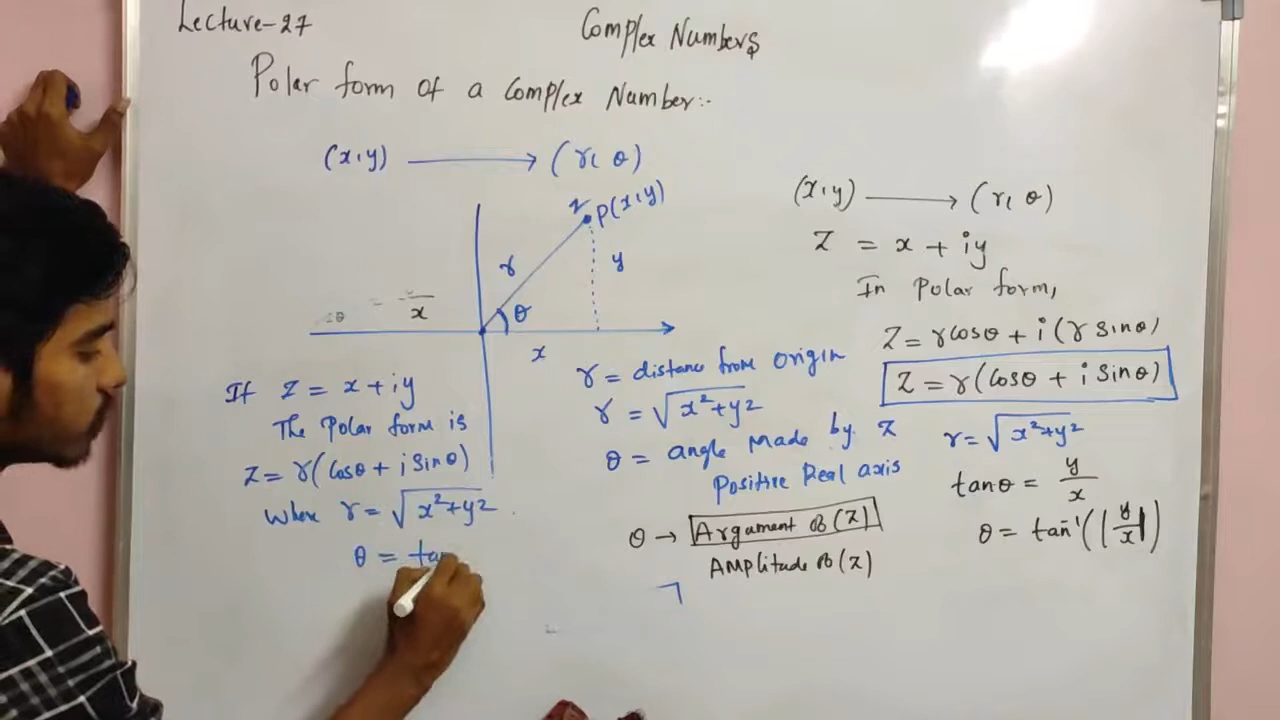 Lecture-27
Complex Numbers
Polar form of a Complex Number:-
(x,y) → (r, θ)
z P(x,y)
r
y
θ
x
x
If Z = x+iy
The Polar form is
Z = r(Cosθ + i Sinθ)
Where r = √x²+y²
θ = ta
r = distance from origin
r = √x²+y²
θ = angle Made by Z
Positive Real axis
θ → Argument of (Z)
AMplitude of (Z)
(x,y) → (r, θ)
Z = x + iy
In Polar form,
Z = rcosθ + i (r Sinθ)
Z = r(Cosθ + i Sinθ)
r = √x²+y²
tanθ = y/x
θ = tan⁻¹(|y/x|)